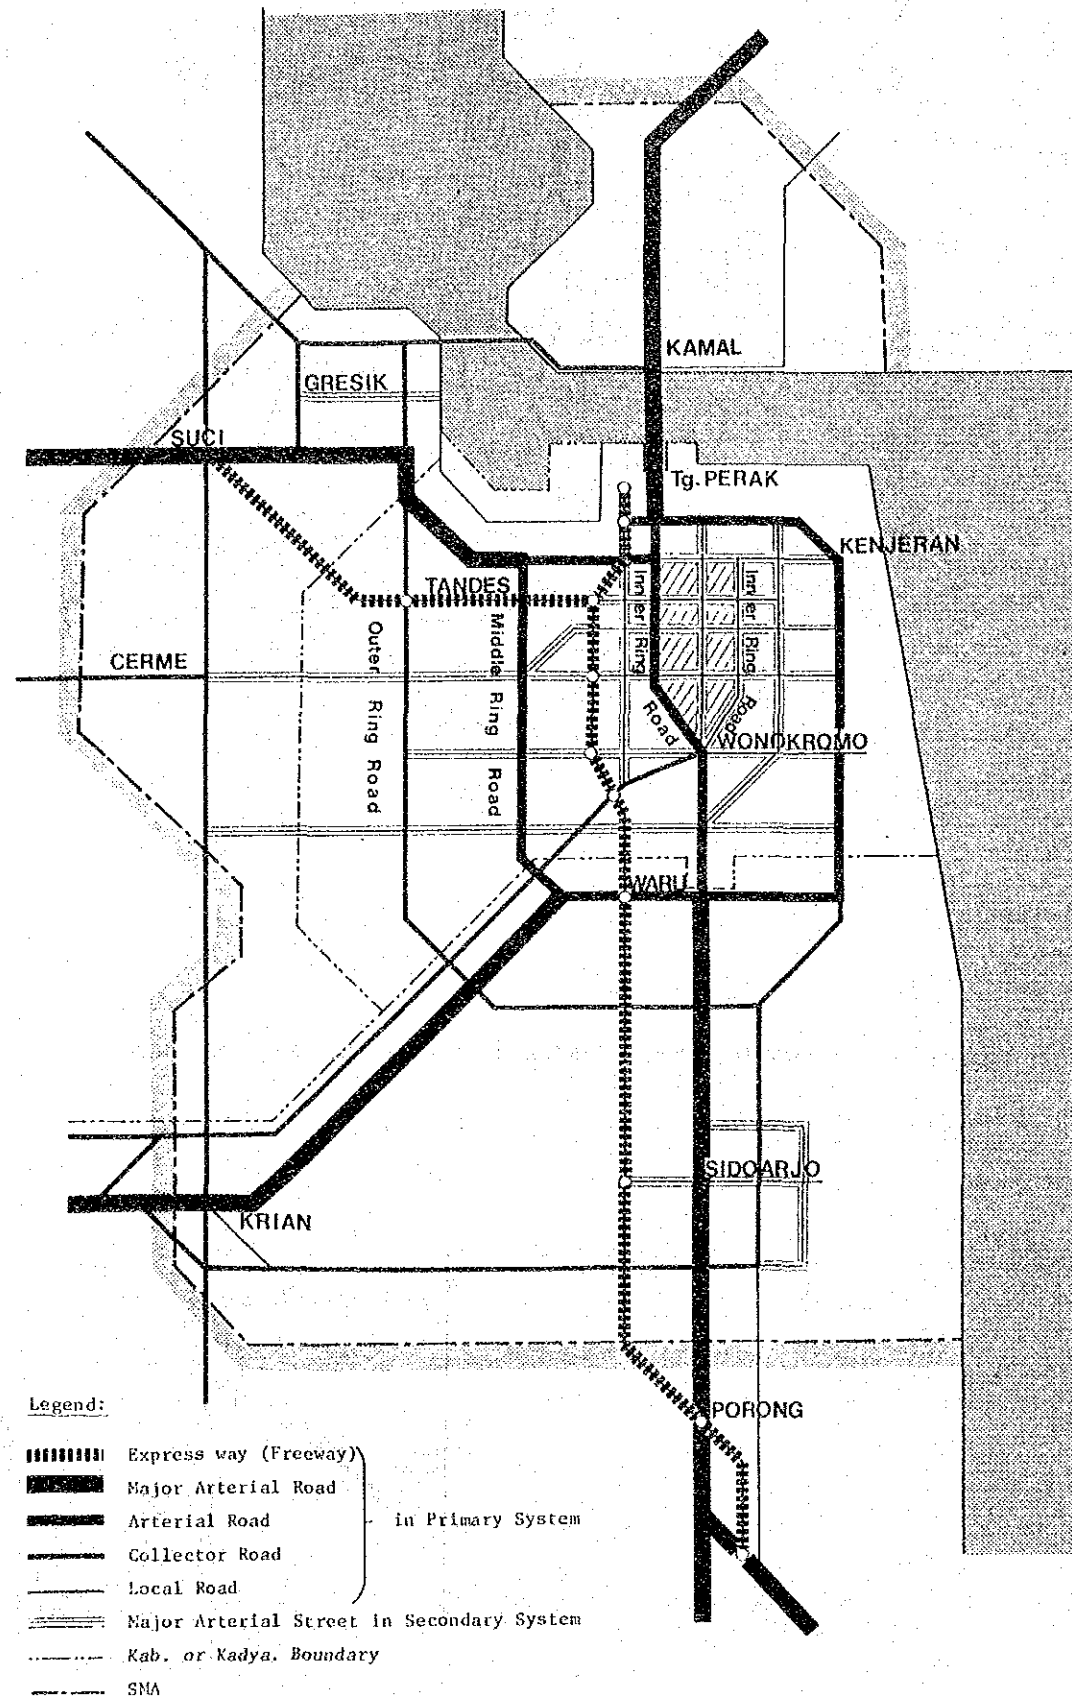 KAMAL
GRESIK
SUCI
Tg. PERAK
KENJERAN
TANDES
Inner Ring Road
Inner Ring Road
Middle Ring Road
Outer Ring Road
CERME
WONOKROMO
WARU
SIDOARJO
KRIAN
PORONG
Legend:
Express way (Freeway)
Major Arterial Road
Arterial Road
in Primary System
Collector Road
Local Road
Major Arterial Street in Secondary System
Kab. or Kadya. Boundary
SMA